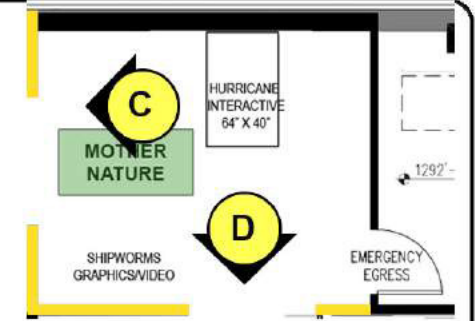 C
HURRICANE
INTERACTIVE
64" X 40"
MOTHER
NATURE
1292'-
D
SHIPWORMS
GRAPHICS/VIDEO
EMERGENCY
EGRESS